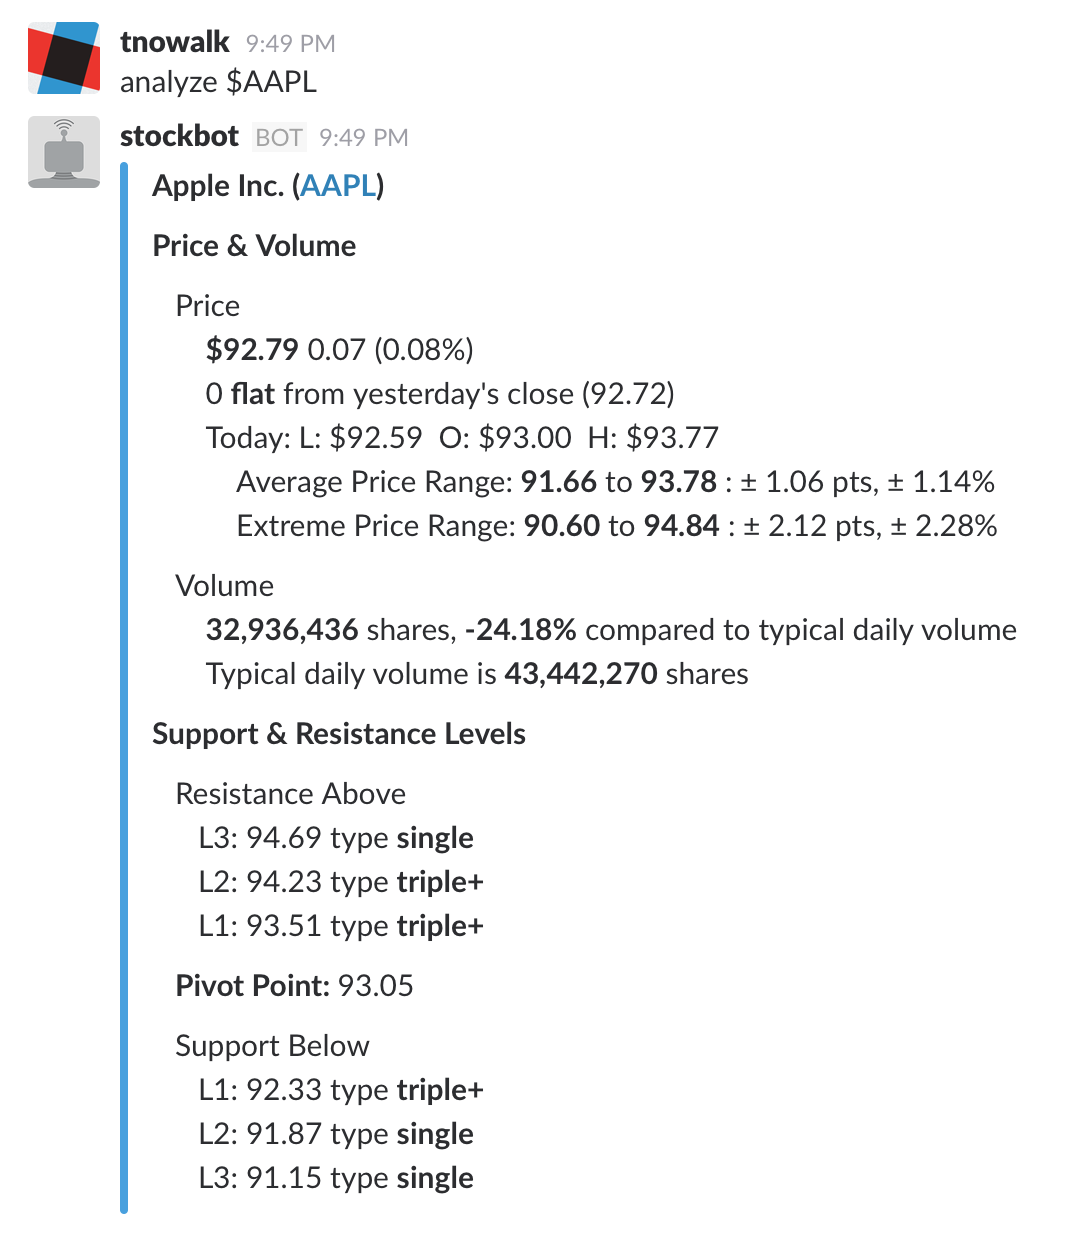 tnowalk 9:49 PM
analyze $AAPL
stockbot BOT 9:49 PM
Apple Inc. (AAPL)
Price & Volume
Price
$92.79 0.07 (0.08%)
0 flat from yesterday's close (92.72)
Today: L: $92.59 O: $93.00 H: $93.77
Average Price Range: 91.66 to 93.78 : ± 1.06 pts, ± 1.14%
Extreme Price Range: 90.60 to 94.84 : ± 2.12 pts, ± 2.28%
Volume
32,936,436 shares, -24.18% compared to typical daily volume
Typical daily volume is 43,442,270 shares
Support & Resistance Levels
Resistance Above
L3: 94.69 type single
L2: 94.23 type triple+
L1: 93.51 type triple+
Pivot Point: 93.05
Support Below
L1: 92.33 type triple+
L2: 91.87 type single
L3: 91.15 type single